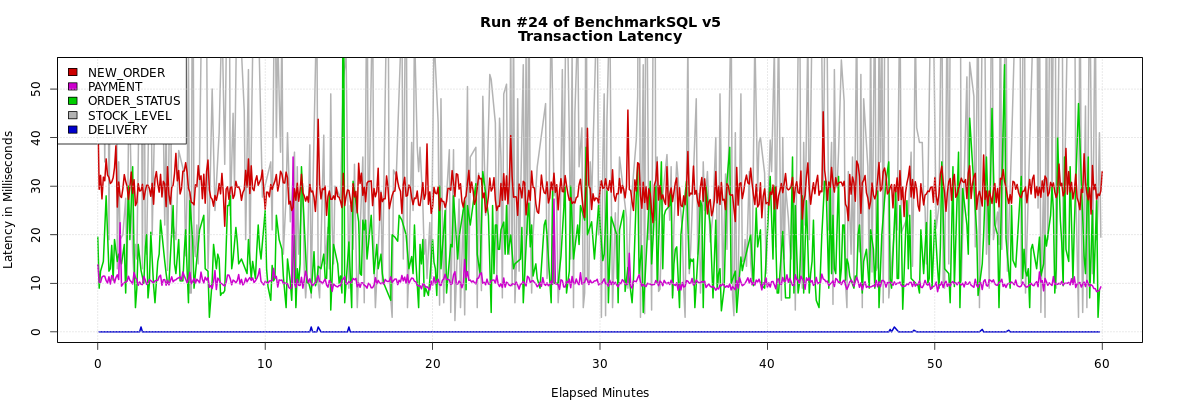 Run #24 of BenchmarkSQL v5
Transaction Latency
NEW_ORDER
PAYMENT
ORDER_STATUS
STOCK_LEVEL
DELIVERY
Latency in Milliseconds
50
40
30
20
10
0
0
10
20
30
40
50
60
Elapsed Minutes